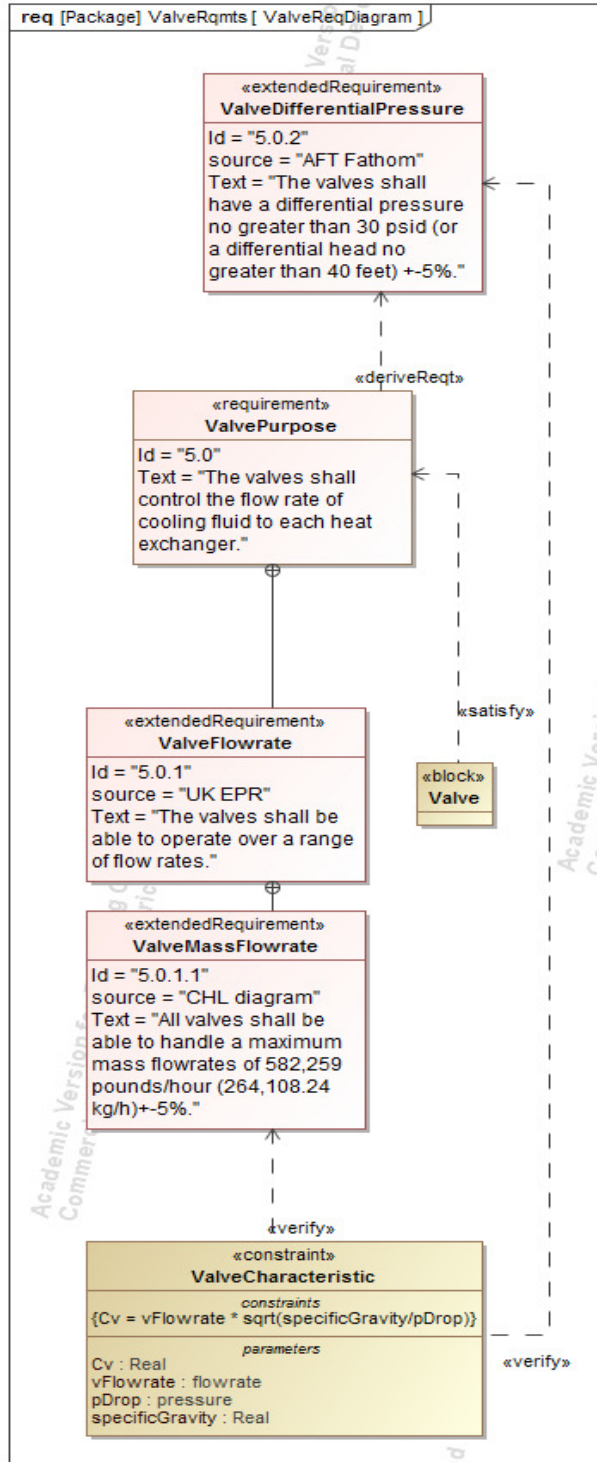 req [Package] ValveRqmts [ ValveReqDiagram ]
«extendedRequirement»
ValveDifferentialPressure
Id = "5.0.2"
source = "AFT Fathom"
Text = "The valves shall
have a differential pressure
no greater than 30 psid (or
a differential head no
greater than 40 feet) +-5%."
«deriveReqt»
«requirement»
ValvePurpose
Id = "5.0"
Text = "The valves shall
control the flow rate of
cooling fluid to each heat
exchanger."
«extendedRequirement»
ValveFlowrate
Id = "5.0.1"
source = "UK EPR"
Text = "The valves shall be
able to operate over a range
of flow rates."
«satisfy»
«block»
Valve
«extendedRequirement»
ValveMassFlowrate
Id = "5.0.1.1"
source = "CHL diagram"
Text = "All valves shall be
able to handle a maximum
mass flowrates of 582,259
pounds/hour (264,108.24
kg/h)+-5%."
«verify»
«constraint»
ValveCharacteristic
constraints
{Cv = vFlowrate * sqrt(specificGravity/pDrop)}
parameters
Cv : Real
vFlowrate : flowrate
pDrop : pressure
specificGravity : Real
«verify»
Academic Version
Commer
Academic Version
Co